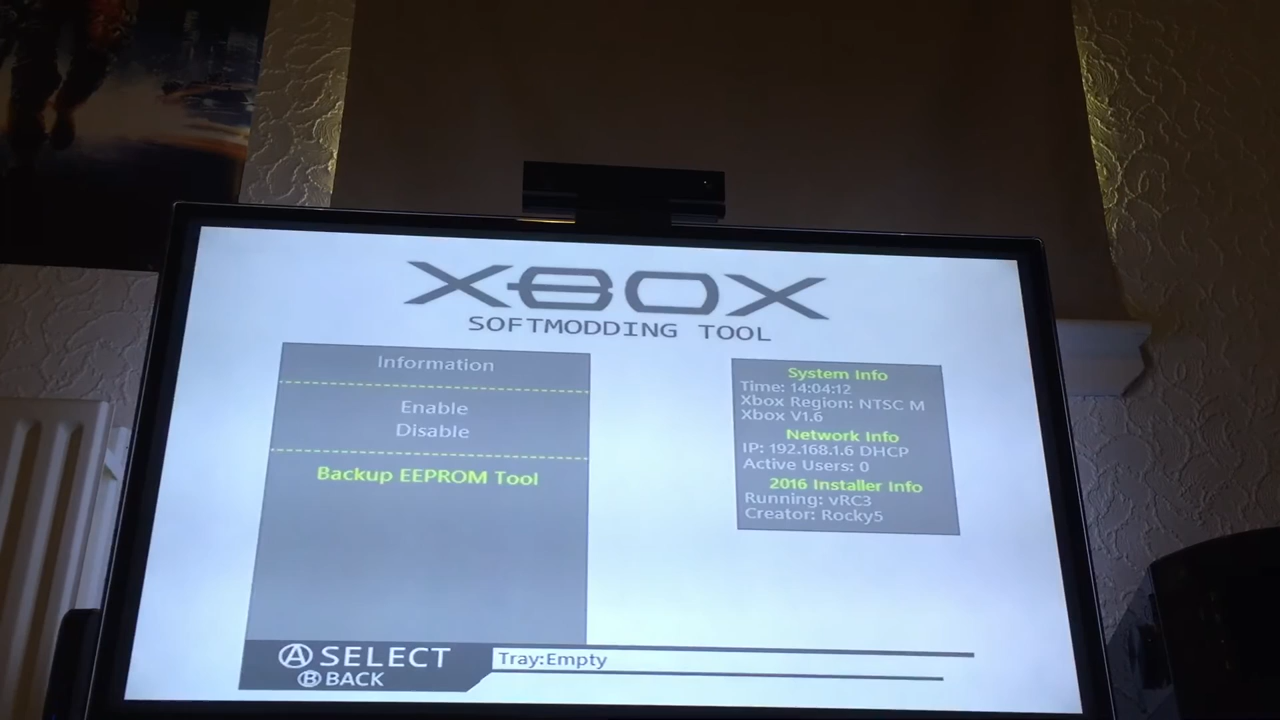 XBOX
SOFTMODDING TOOL
Information
Enable
Disable
Backup EEPROM Tool
System Info
Time: 14:04:12
Xbox Region: NTSC M
Xbox V1.6
Network Info
IP: 192.168.1.6 DHCP
Active Users: 0
2016 Installer Info
Running: vRC3
Creator: Rocky5
A SELECT
B BACK
Tray:Empty